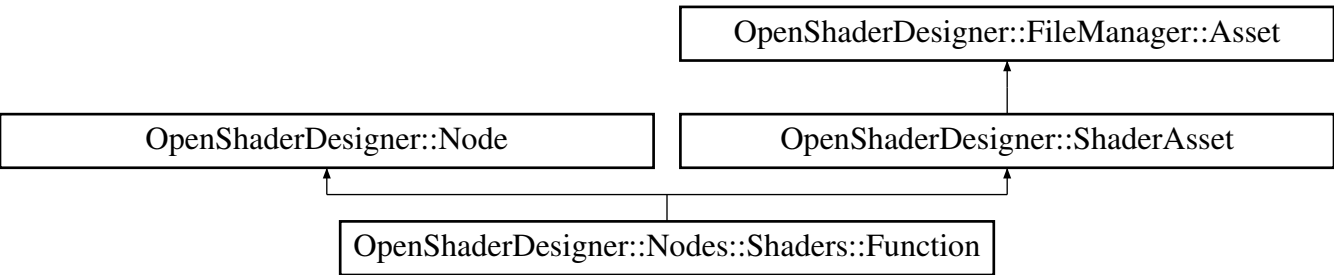 OpenShaderDesigner::FileManager::Asset
OpenShaderDesigner::Node
OpenShaderDesigner::ShaderAsset
OpenShaderDesigner::Nodes::Shaders::Function